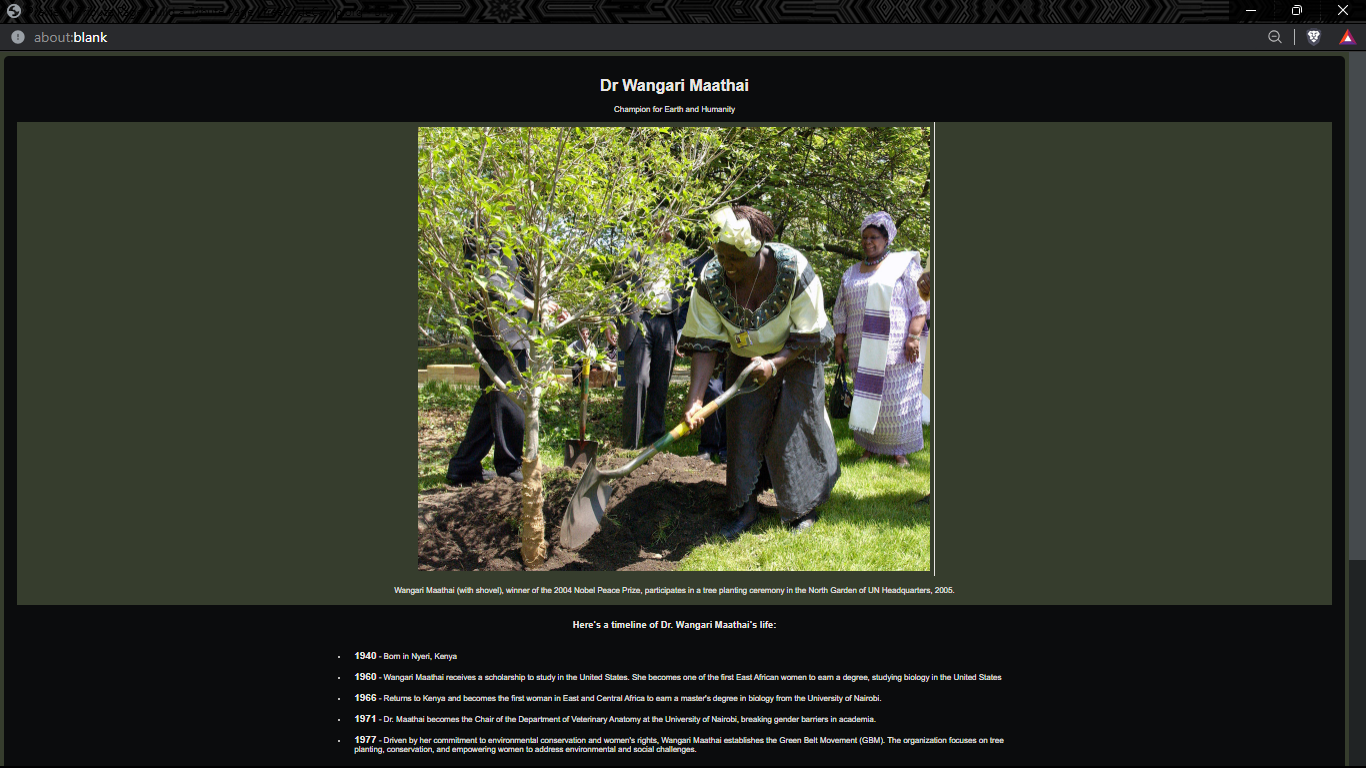 about:blank
Dr Wangari Maathai
Champion for Earth and Humanity
Wangari Maathai (with shovel), winner of the 2004 Nobel Peace Prize, participates in a tree planting ceremony in the North Garden of UN Headquarters, 2005.
Here's a timeline of Dr. Wangari Maathai's life:
1940 - Born in Nyeri, Kenya
1960 - Wangari Maathai receives a scholarship to study in the United States. She becomes one of the first East African women to earn a degree, studying biology in the United States
1966 - Returns to Kenya and becomes the first woman in East and Central Africa to earn a master's degree in biology from the University of Nairobi.
1971 - Dr. Maathai becomes the Chair of the Department of Veterinary Anatomy at the University of Nairobi, breaking gender barriers in academia.
1977 - Driven by her commitment to environmental conservation and women's rights, Wangari Maathai establishes the Green Belt Movement (GBM). The organization focuses on tree
planting, conservation, and empowering women to address environmental and social challenges.